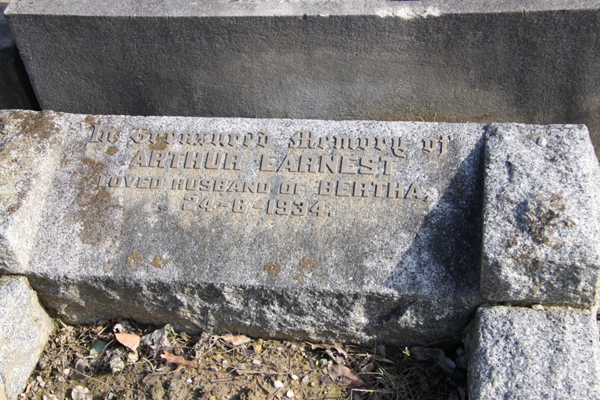 In Treasured Memory of
ARTHUR EARNEST
LOVED HUSBAND OF BERTHA,
24-6-1934.